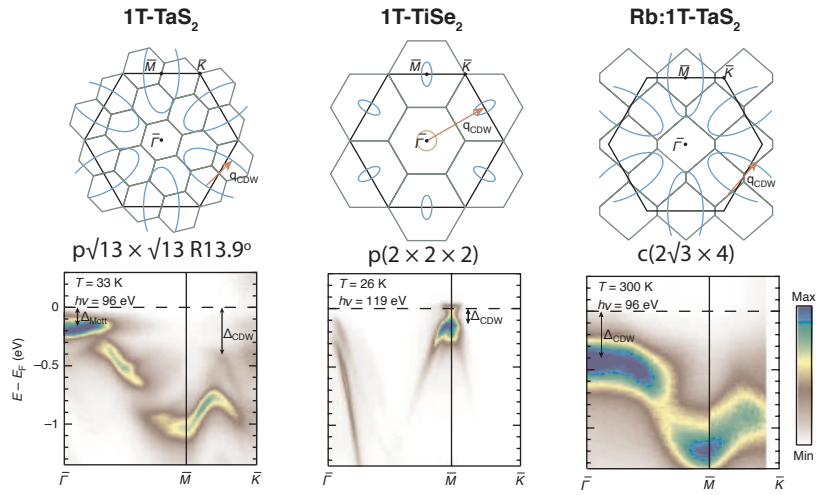 1T-TaS2
1T-TiSe2
Rb:1T-TaS2
M̅ K̅
Γ̅
qCDW
M̅ K̅
Γ̅
qCDW
M̅ K̅
Γ̅
qCDW
p√13 × √13 R13.9º
p(2 × 2 × 2)
c(2√3 × 4)
T = 33 K
hν = 96 eV
ΔMott
ΔCDW
T = 26 K
hν = 119 eV
ΔCDW
T = 300 K
hν = 96 eV
ΔCDW
Max
Min
E − EF (eV)
0
−0.5
−1
Γ̅ M̅ K̅
Γ̅ M̅ K̅
Γ̅ M̅ K̅